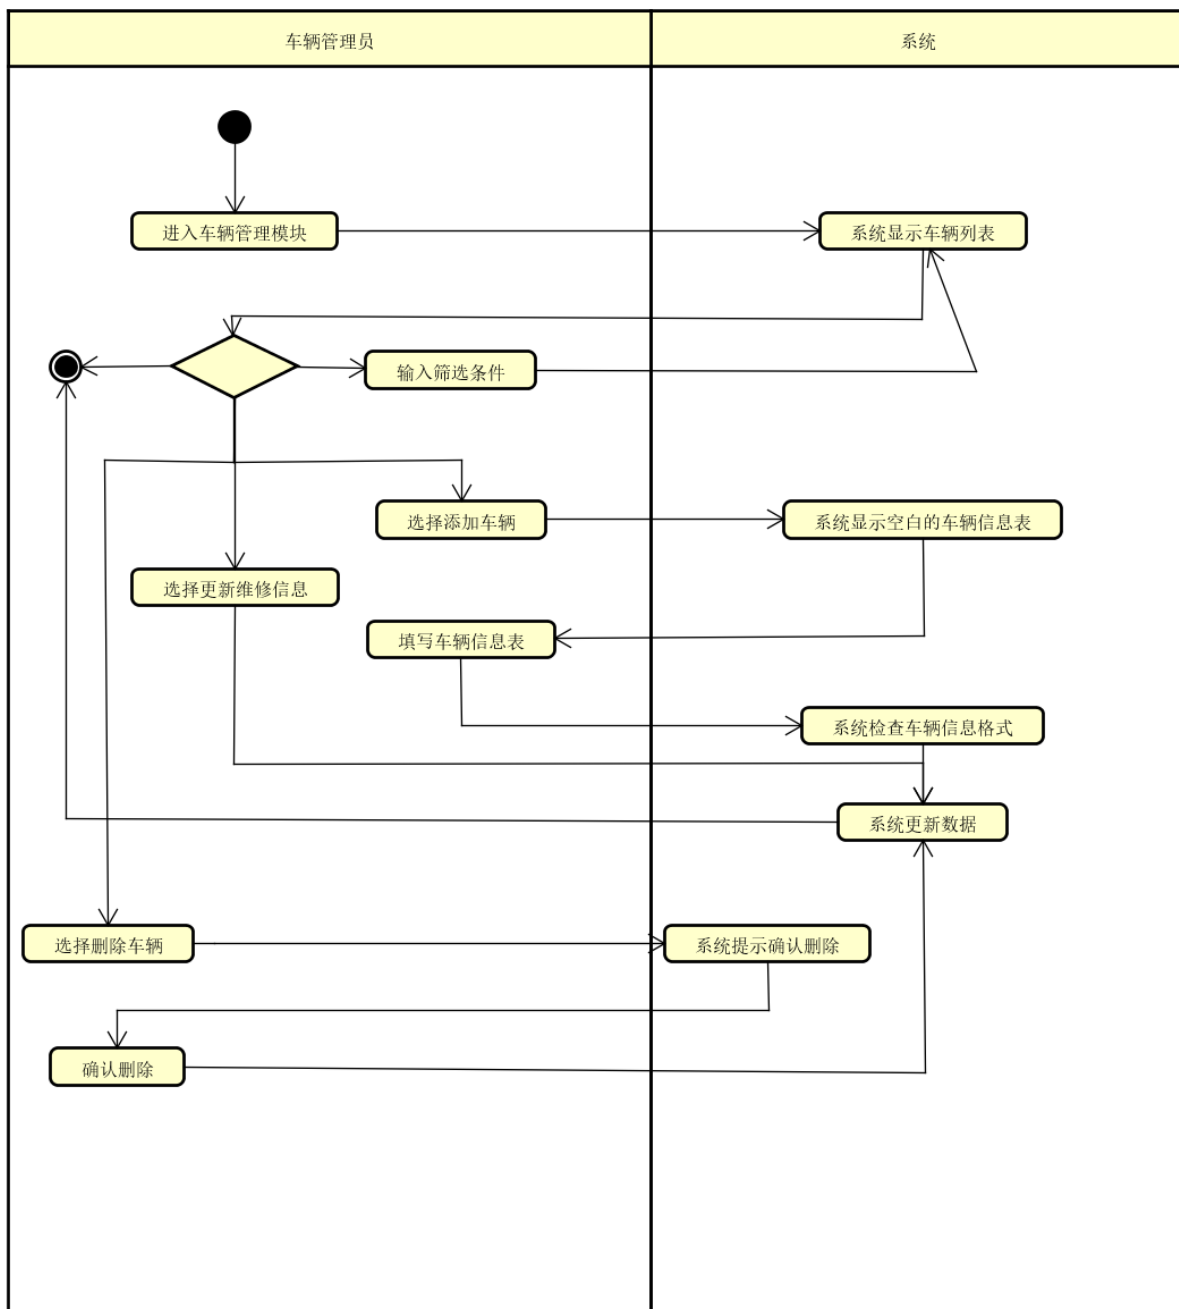 车辆管理员
系统
进入车辆管理模块
系统显示车辆列表
输入筛选条件
选择添加车辆
系统显示空白的车辆信息表
选择更新维修信息
填写车辆信息表
系统检查车辆信息格式
系统更新数据
选择删除车辆
系统提示确认删除
确认删除